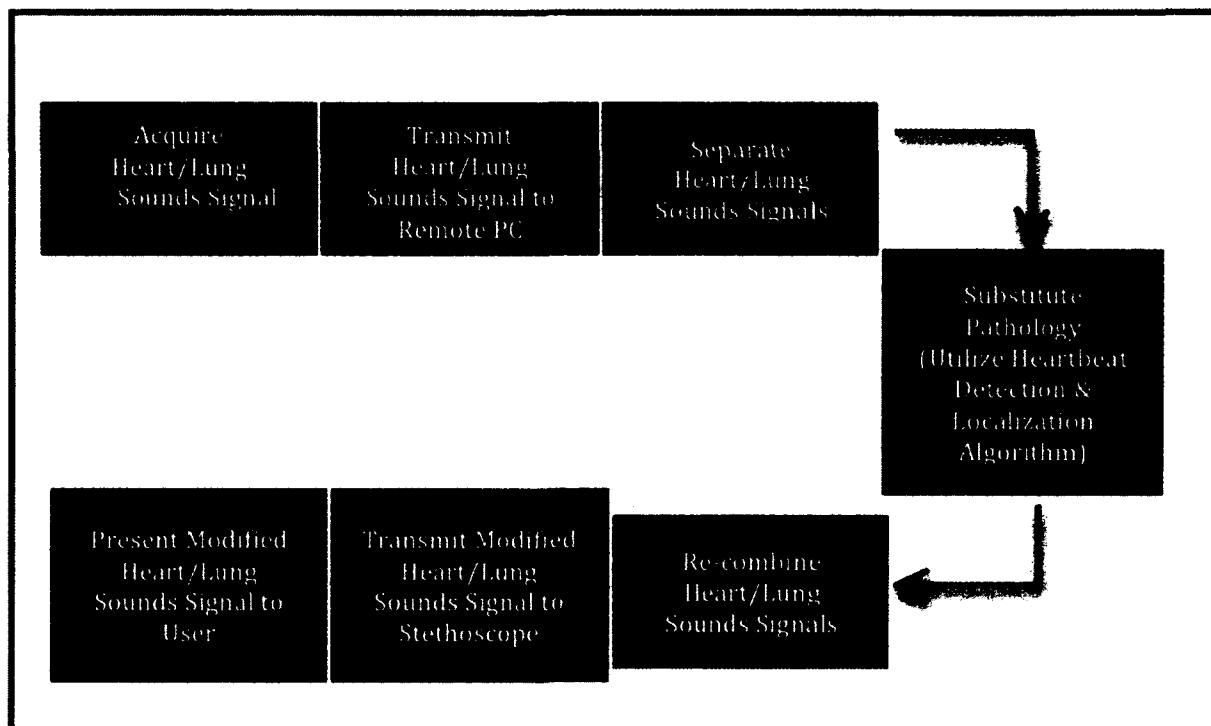 Acquire
Heart/Lung
Sounds Signal
Transmit
Heart/Lung
Sounds Signal to
Remote PC
Separate
Heart/Lung
Sounds Signals
Substitute
Pathology
(Utilize Heartbeat
Detection &
Localization
Algorithm)
Re-combine
Heart/Lung
Sounds Signals
Transmit Modified
Heart/Lung
Sounds Signal to
Stethoscope
Present Modified
Heart/Lung
Sounds Signal to
User